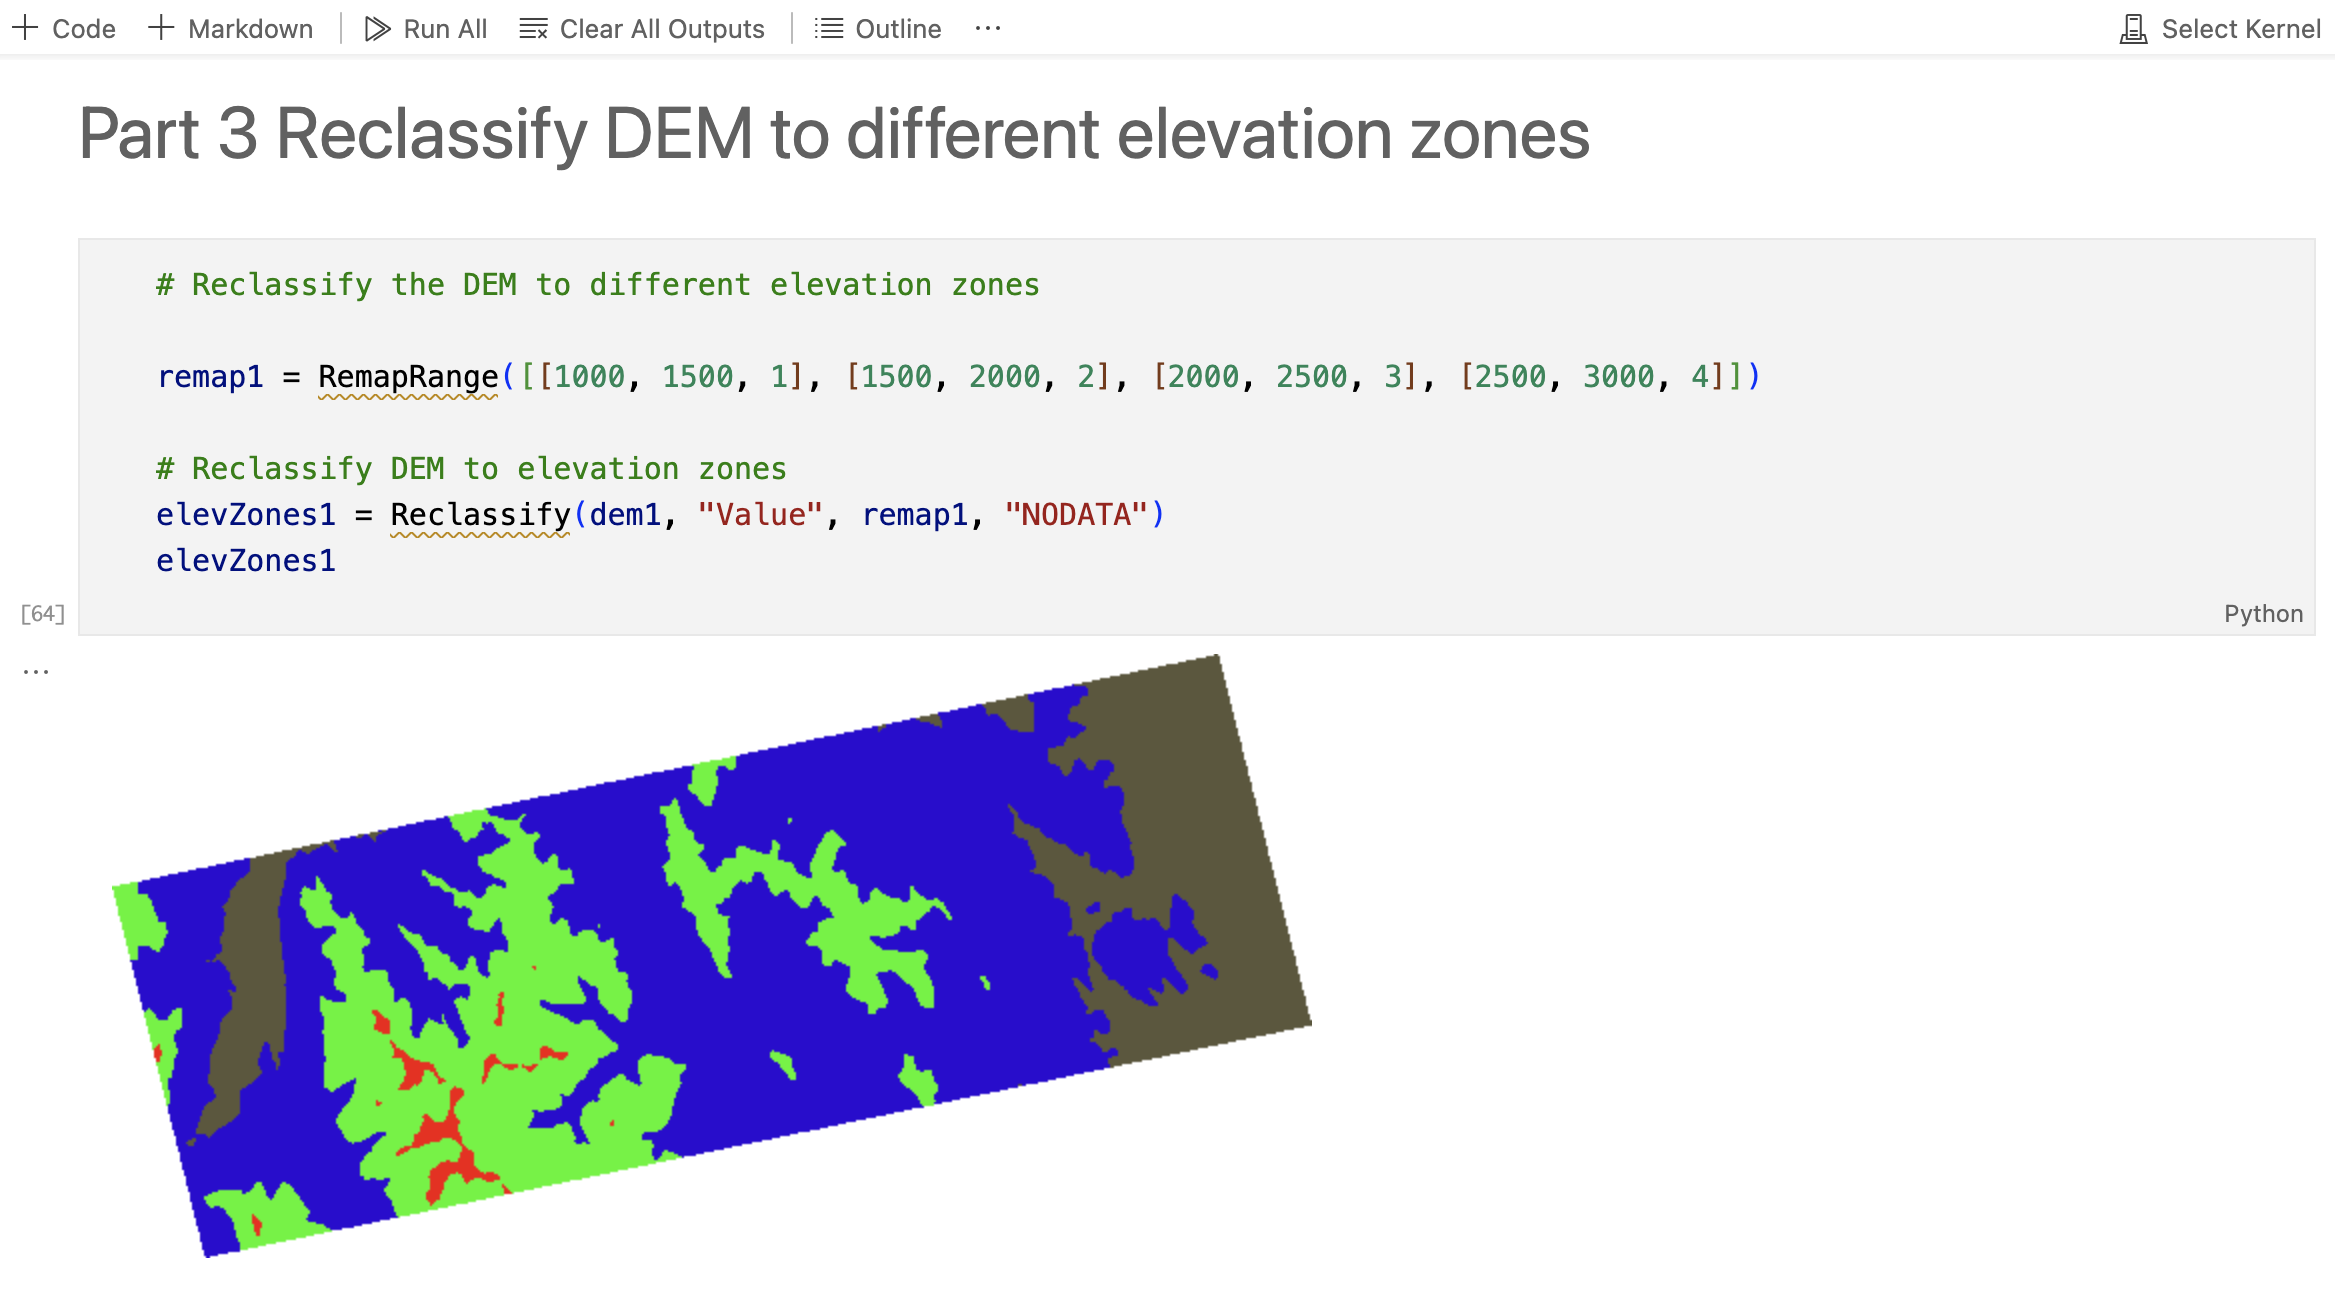 Code Markdown Run All Clear All Outputs Outline ... Select Kernel
Part 3 Reclassify DEM to different elevation zones
# Reclassify the DEM to different elevation zones
remap1 = RemapRange([[1000, 1500, 1], [1500, 2000, 2], [2000, 2500, 3], [2500, 3000, 4]])
# Reclassify DEM to elevation zones
elevZones1 = Reclassify(dem1, "Value", remap1, "NODATA")
elevZones1
[64] Python
...